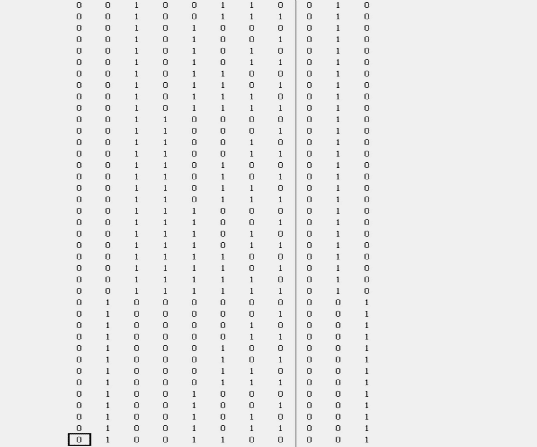 0 0 1 0 0 1 1 0 0 1 0
0 0 1 0 0 1 1 1 0 1 0
0 0 1 0 1 0 0 0 0 1 0
0 0 1 0 1 0 0 1 0 1 0
0 0 1 0 1 0 1 0 0 1 0
0 0 1 0 1 0 1 1 0 1 0
0 0 1 0 1 1 0 0 0 1 0
0 0 1 0 1 1 0 1 0 1 0
0 0 1 0 1 1 1 0 0 1 0
0 0 1 0 1 1 1 1 0 1 0
0 0 1 1 0 0 0 0 0 1 0
0 0 1 1 0 0 0 1 0 1 0
0 0 1 1 0 0 1 0 0 1 0
0 0 1 1 0 0 1 1 0 1 0
0 0 1 1 0 1 0 0 0 1 0
0 0 1 1 0 1 0 1 0 1 0
0 0 1 1 0 1 1 0 0 1 0
0 0 1 1 0 1 1 1 0 1 0
0 0 1 1 1 0 0 0 0 1 0
0 0 1 1 1 0 0 1 0 1 0
0 0 1 1 1 0 1 0 0 1 0
0 0 1 1 1 0 1 1 0 1 0
0 0 1 1 1 1 0 0 0 1 0
0 0 1 1 1 1 0 1 0 1 0
0 0 1 1 1 1 1 0 0 1 0
0 0 1 1 1 1 1 1 0 1 0
0 1 0 0 0 0 0 0 0 0 1
0 1 0 0 0 0 0 1 0 0 1
0 1 0 0 0 0 1 0 0 0 1
0 1 0 0 0 0 1 1 0 0 1
0 1 0 0 0 1 0 0 0 0 1
0 1 0 0 0 1 0 1 0 0 1
0 1 0 0 0 1 1 0 0 0 1
0 1 0 0 0 1 1 1 0 0 1
0 1 0 0 1 0 0 0 0 0 1
0 1 0 0 1 0 0 1 0 0 1
0 1 0 0 1 0 1 0 0 0 1
0 1 0 0 1 0 1 1 0 0 1
0 1 0 0 1 1 0 0 0 0 1